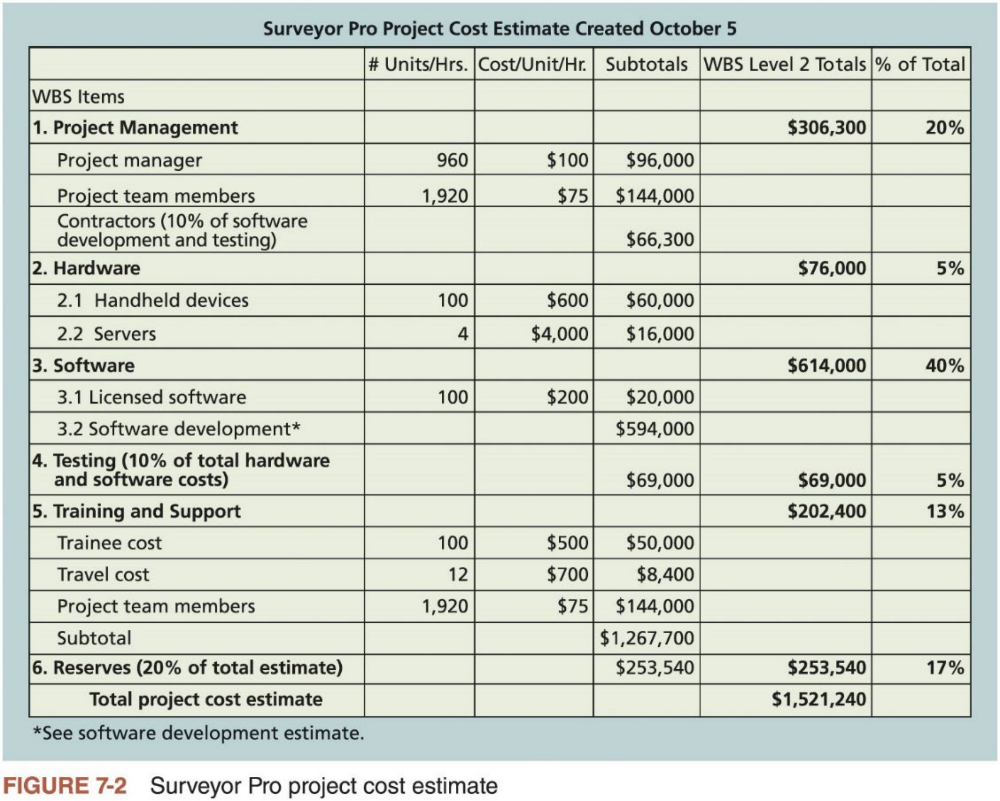 Surveyor Pro Project Cost Estimate Created October 5
# Units/Hrs. Cost/Unit/Hr. Subtotals WBS Level 2 Totals % of Total
WBS Items
1. Project Management $306,300 20%
Project manager 960 $100 $96,000
Project team members 1,920 $75 $144,000
Contractors (10% of software
development and testing) $66,300
2. Hardware $76,000 5%
2.1 Handheld devices 100 $600 $60,000
2.2 Servers 4 $4,000 $16,000
3. Software $614,000 40%
3.1 Licensed software 100 $200 $20,000
3.2 Software development* $594,000
4. Testing (10% of total hardware
and software costs) $69,000 $69,000 5%
5. Training and Support $202,400 13%
Trainee cost 100 $500 $50,000
Travel cost 12 $700 $8,400
Project team members 1,920 $75 $144,000
Subtotal $1,267,700
6. Reserves (20% of total estimate) $253,540 $253,540 17%
Total project cost estimate $1,521,240
*See software development estimate.
FIGURE 7-2 Surveyor Pro project cost estimate